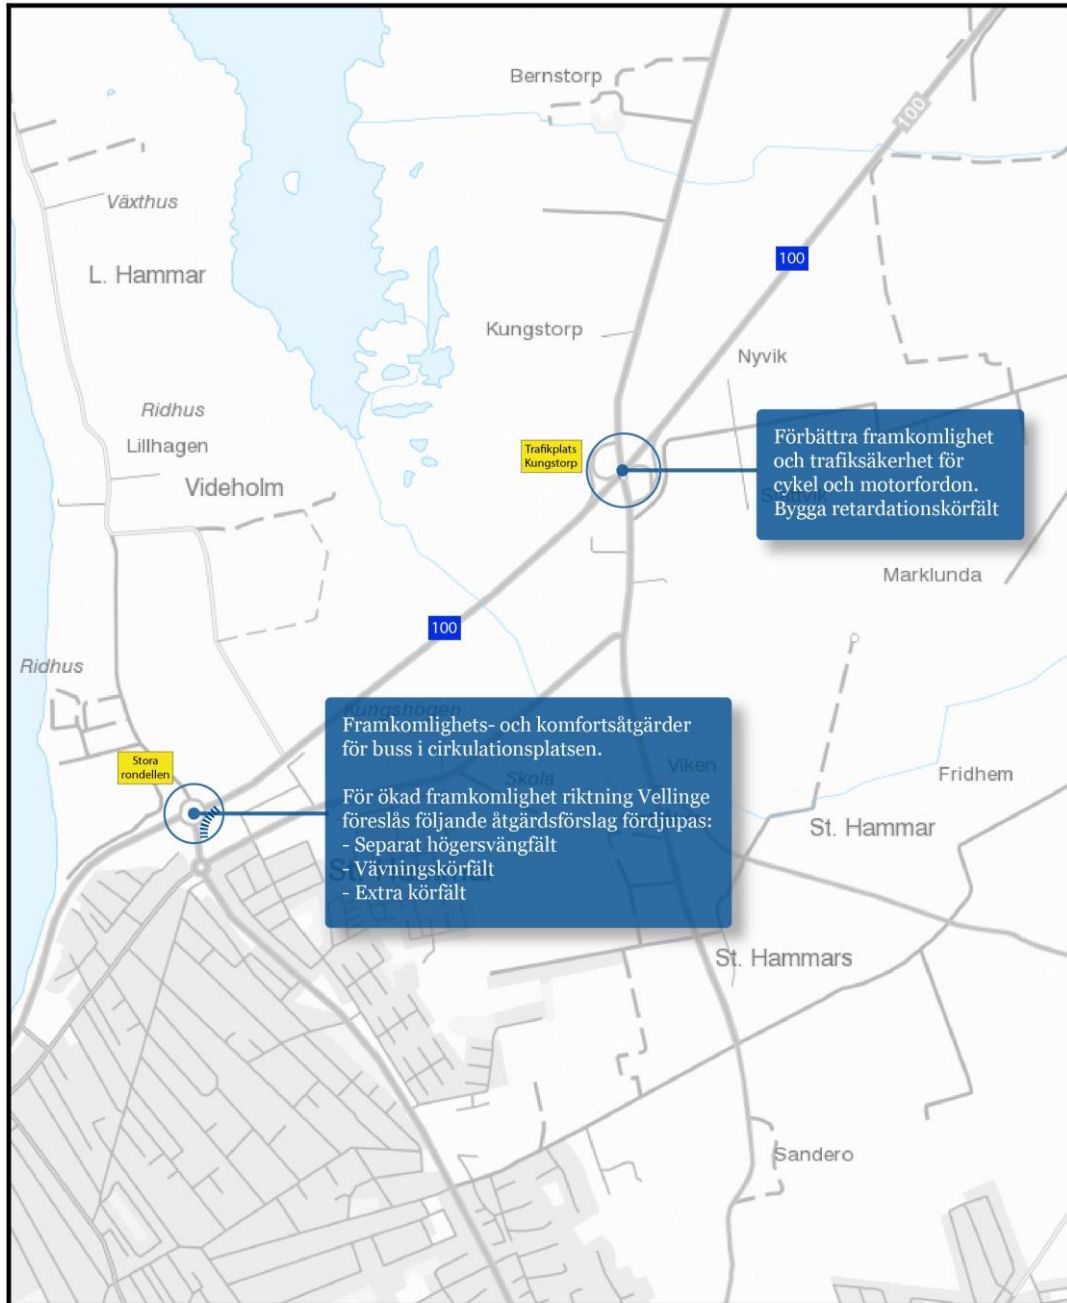 Bernstorp
100
Växthus
L. Hammar
100
Kungstorp
Nyvik
Ridhus
Lillhagen
Videholm
Trafikplats
Kungstorp
Förbättra framkomlighet
och trafiksäkerhet för
cykel och motorfordon.
Bygga retardationskörfält
Marklunda
100
Ridhus
Kungshögen
Stora
rondellen
Framkomlighets- och komfortsåtgärder
för buss i cirkulationsplatsen.
För ökad framkomlighet riktning Vellinge
föreslås följande åtgärdsförslag fördjupas:
- Separat högersvängfält
- Vävningskörfält
- Extra körfält
Skola
Viken
Fridhem
St. Hammar
St. Hammars
Sandero